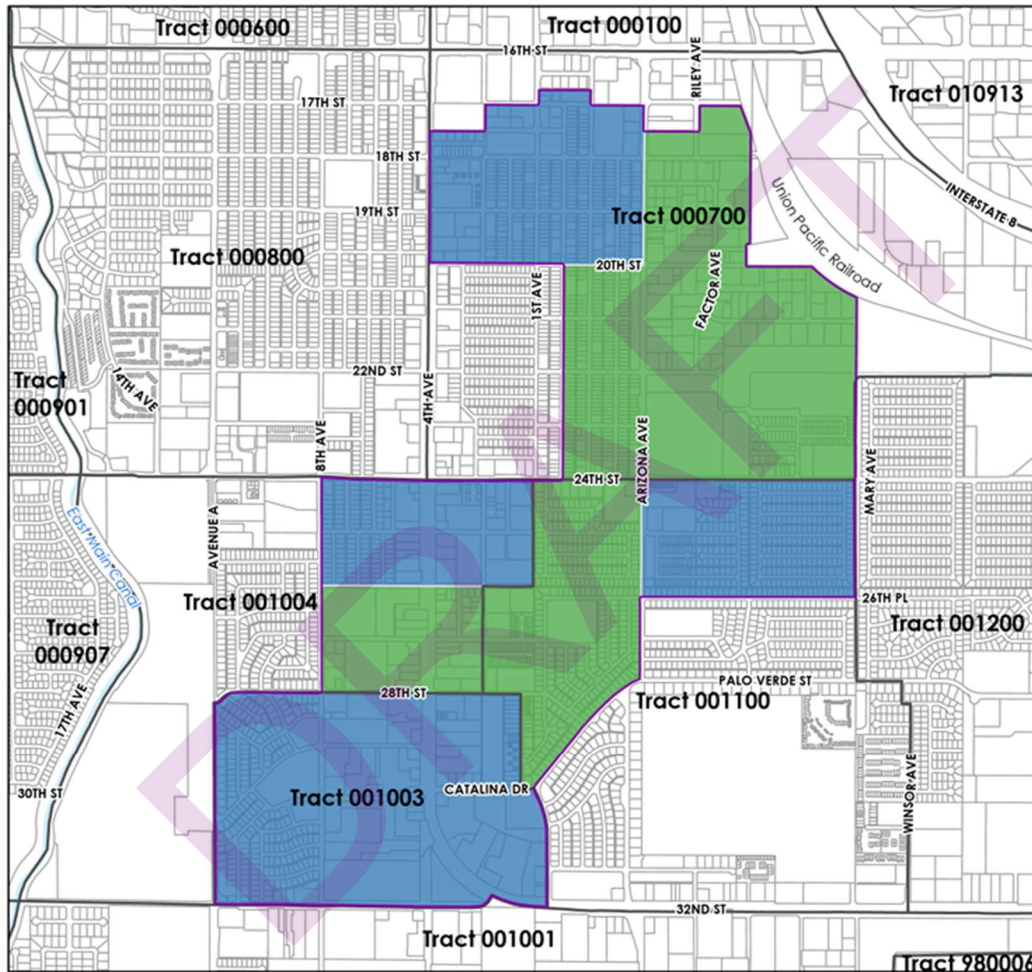 Tract 000600
Tract 000100
16TH ST
RILEY AVE
Tract 010913
17TH ST
18TH ST
INTERSTATE 8
Union Pacific Railroad
19TH ST
Tract 000700
Tract 000800
20TH ST
FACTOR AVE
1ST AVE
22ND ST
14TH AVE
Tract
000901
4TH AVE
8TH AVE
ARIZONA AVE
24TH ST
MARY AVE
AVENUE A
East Main Canal
Tract 001004
26TH PL
Tract
000907
Tract 001200
17TH AVE
28TH ST
PALO VERDE ST
Tract 001100
30TH ST
Tract 001003
CATALINA DR
WINSOR AVE
32ND ST
Tract 001001
Tract 980006
DRAFT